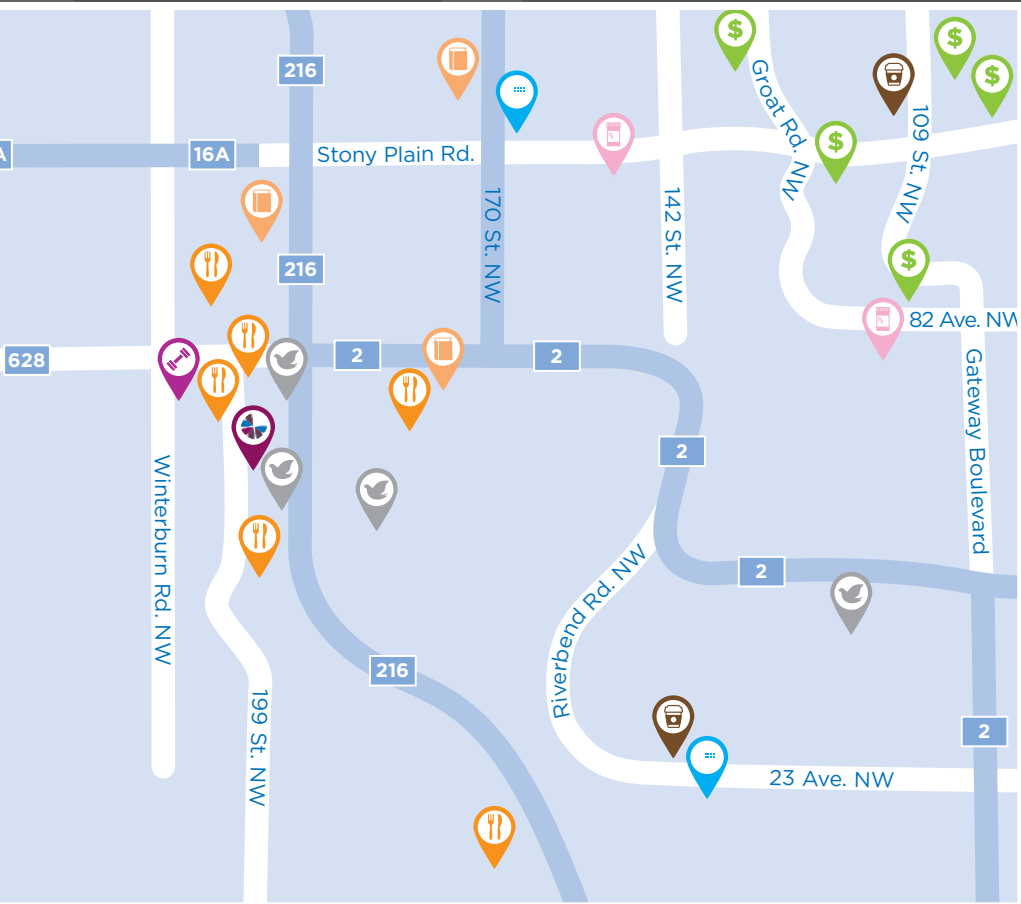 $
$
216
$
Groat Rd. NW
109 St. NW
$
A
16A
Stony Plain Rd.
170 St. NW
142 St. NW
216
$
82 Ave. NW
628
2
2
Gateway Boulevard
2
Winterburn Rd. NW
Riverbend Rd. NW
2
216
199 St. NW
2
23 Ave. NW